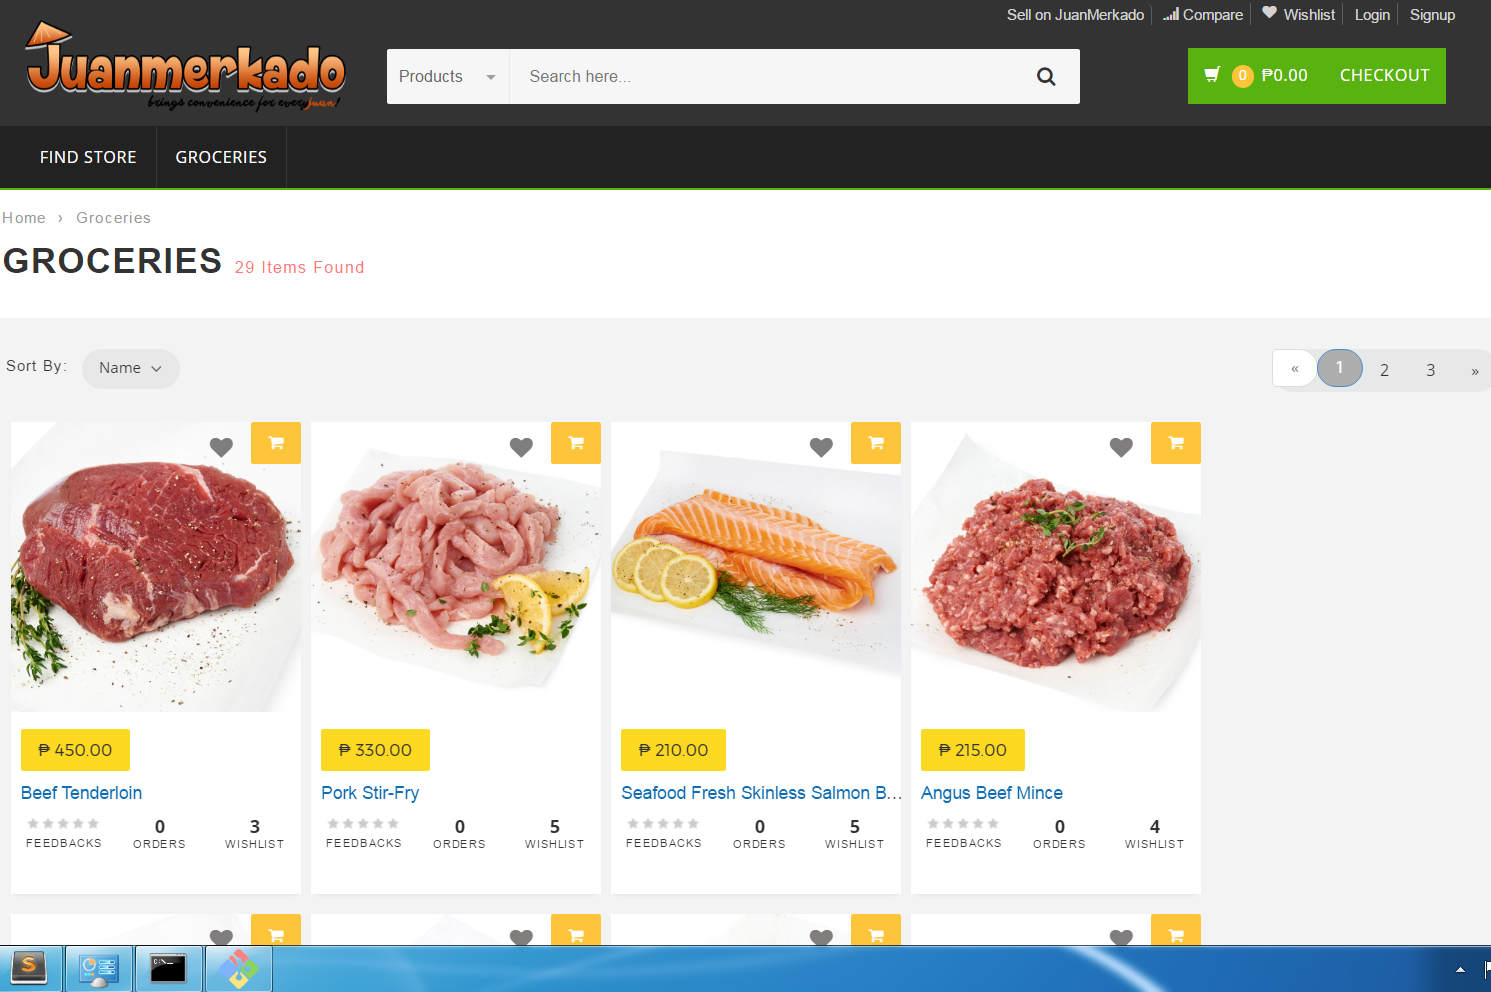 Sell on JuanMerkado Compare Wishlist Login Signup
Juanmerkado
brings convenience for everyjuan!
Products Search here...
0 ₱0.00 CHECKOUT
FIND STORE GROCERIES
Home › Groceries
GROCERIES 29 Items Found
Sort By: Name
« 1 2 3 »
₱ 450.00
Beef Tenderloin
0 3
FEEDBACKS ORDERS WISHLIST
₱ 330.00
Pork Stir-Fry
0 5
FEEDBACKS ORDERS WISHLIST
₱ 210.00
Seafood Fresh Skinless Salmon B...
0 5
FEEDBACKS ORDERS WISHLIST
₱ 215.00
Angus Beef Mince
0 4
FEEDBACKS ORDERS WISHLIST
S